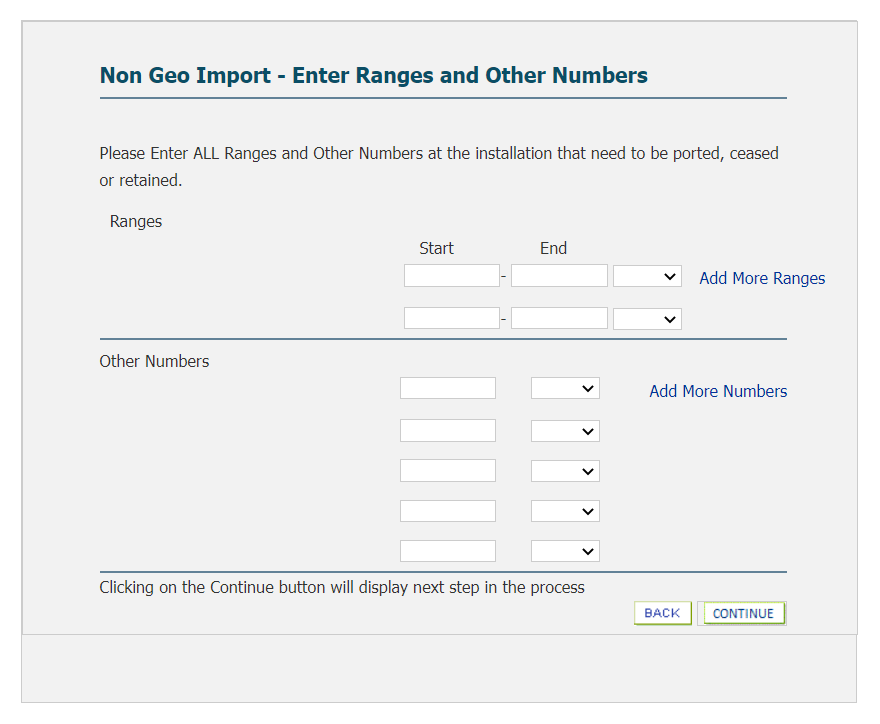 Non Geo Import - Enter Ranges and Other Numbers
Please Enter ALL Ranges and Other Numbers at the installation that need to be ported, ceased
or retained.
Ranges
Start End
- Add More Ranges
-
Other Numbers
Add More Numbers
Clicking on the Continue button will display next step in the process
BACK CONTINUE